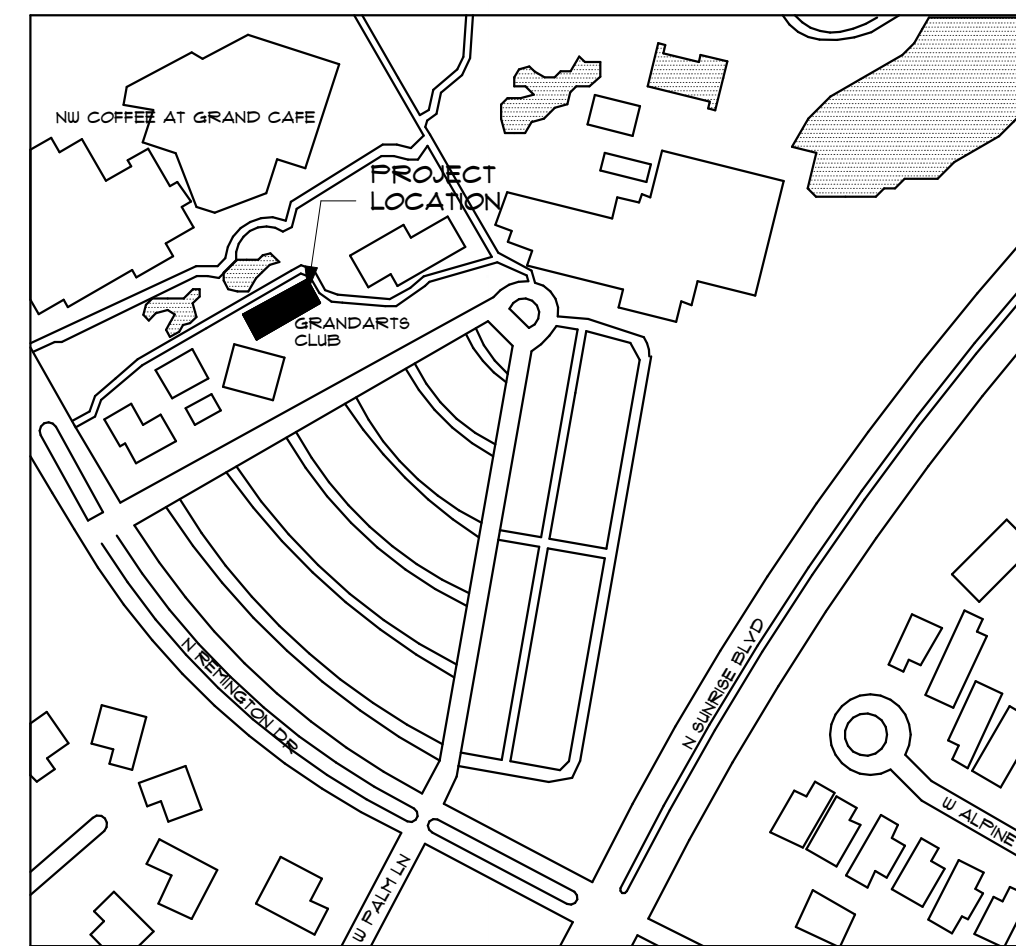 NW COFFEE AT GRAND CAFE
PROJECT
LOCATION
GRANDARTS
CLUB
N REMINGTON DR
N SUNRISE BLVD
W ALPINE
W PALM LN